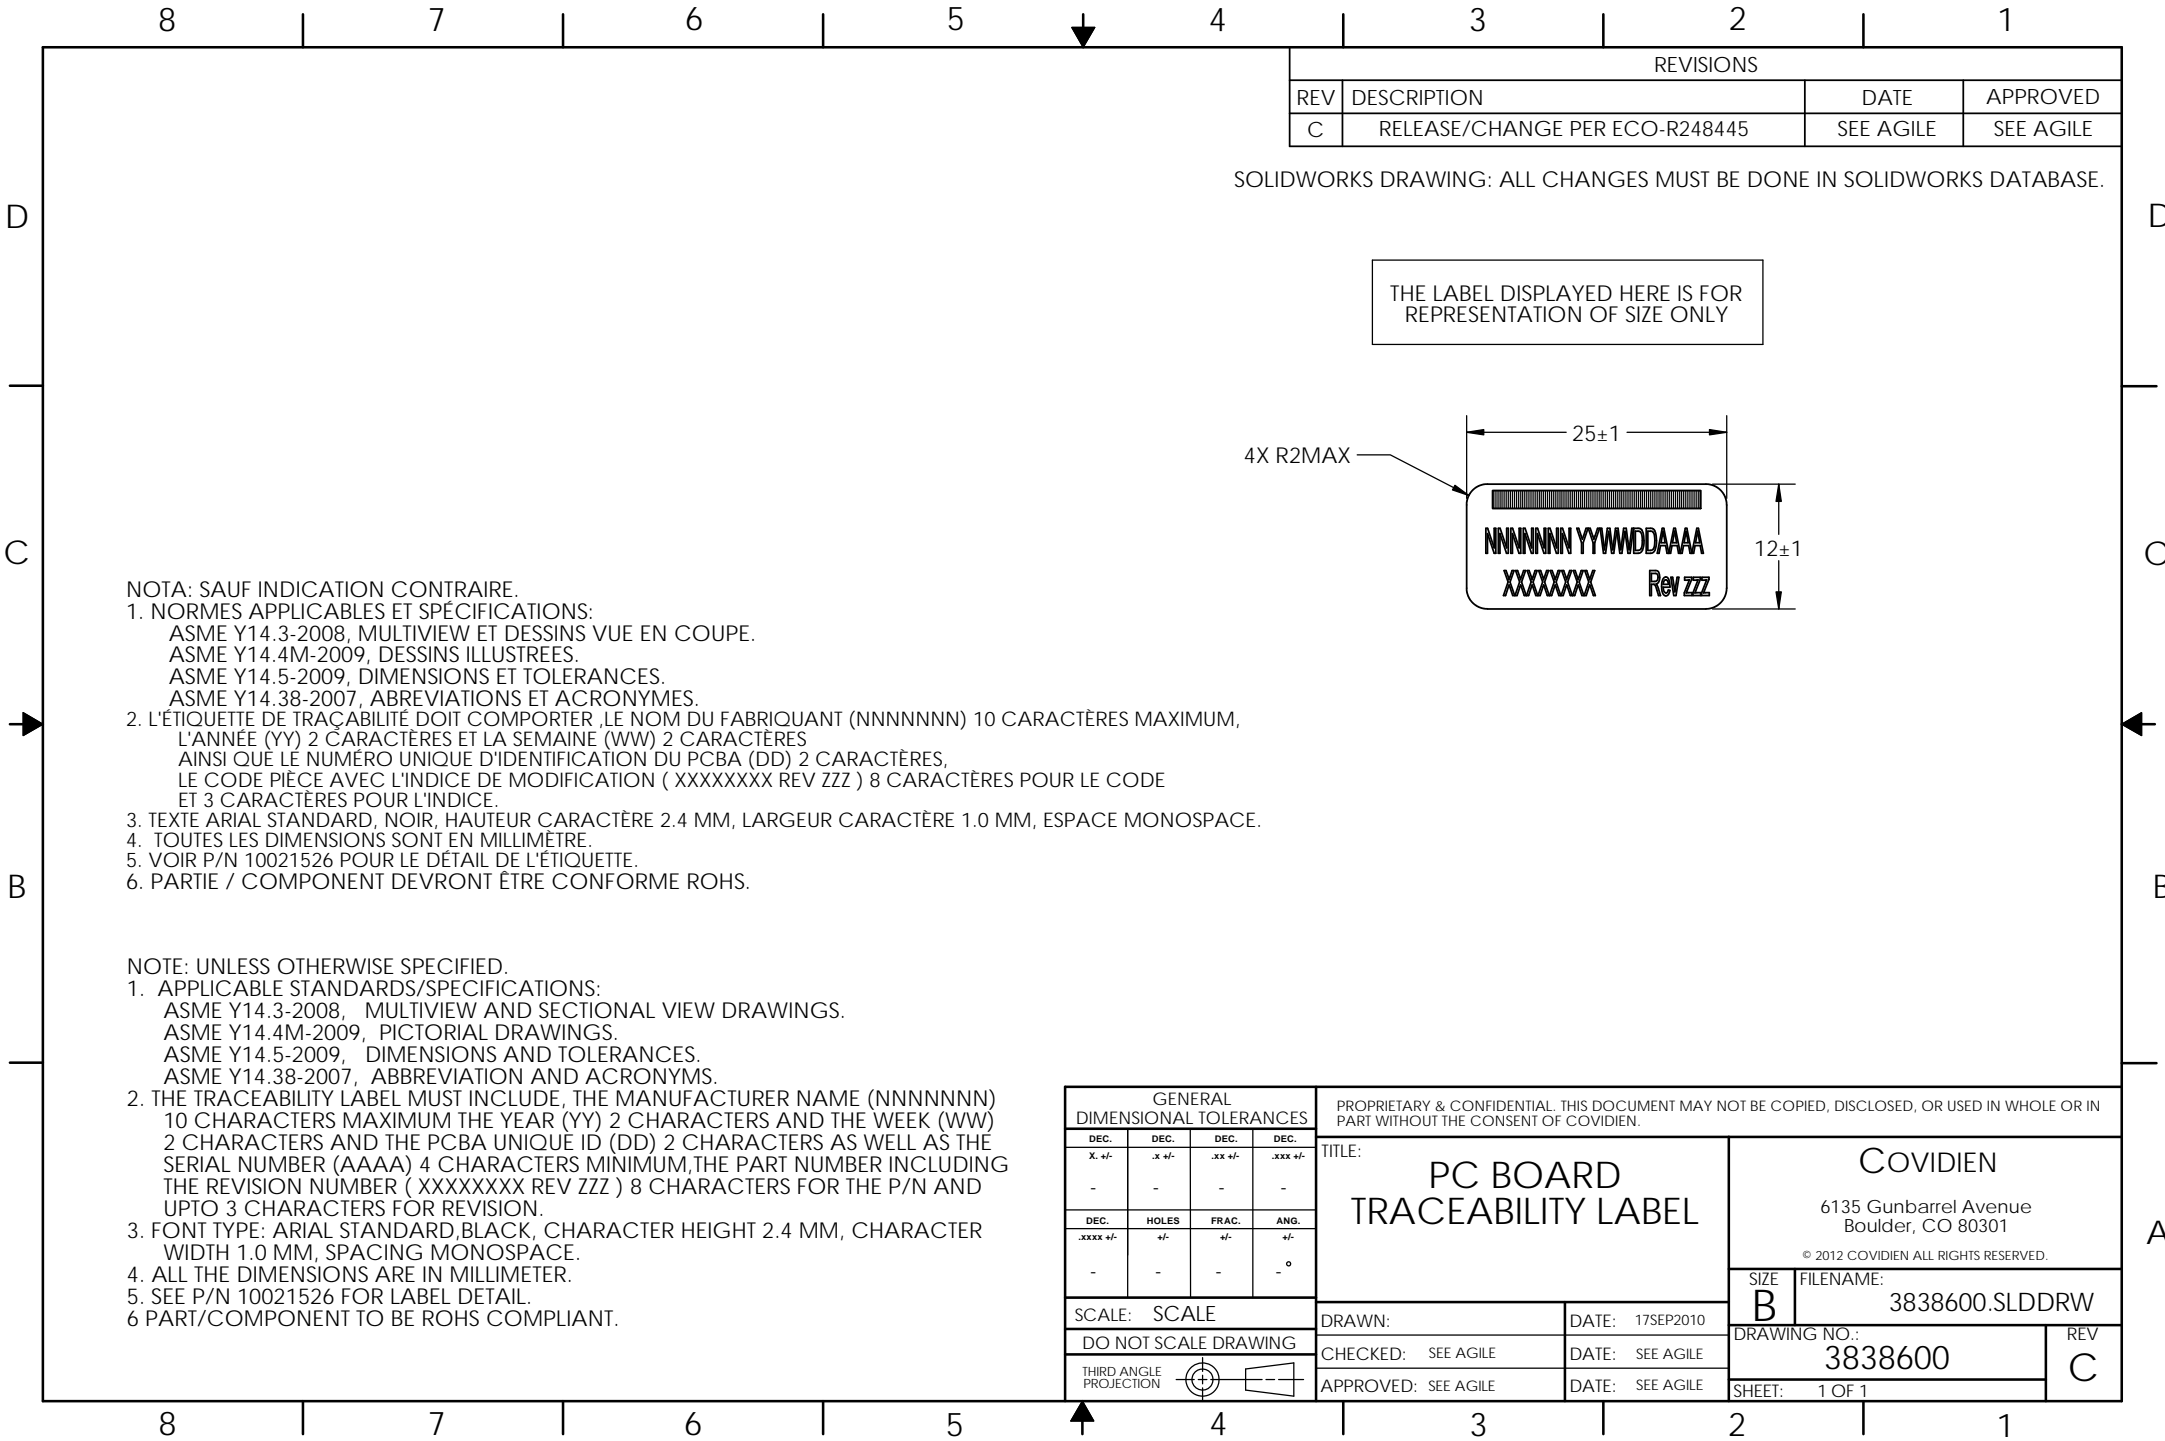 8 7 6 5 4 3 2 1
REVISIONS
REV DESCRIPTION DATE APPROVED
C RELEASE/CHANGE PER ECO-R248445 SEE AGILE SEE AGILE
SOLIDWORKS DRAWING: ALL CHANGES MUST BE DONE IN SOLIDWORKS DATABASE.
D D
THE LABEL DISPLAYED HERE IS FOR
REPRESENTATION OF SIZE ONLY
25±1
4X R2MAX
NNNNNNN YYWWDDAAAA
12±1
XXXXXXXX Rev zzz
C C
NOTA: SAUF INDICATION CONTRAIRE.
1. NORMES APPLICABLES ET SPÉCIFICATIONS:
ASME Y14.3-2008, MULTIVIEW ET DESSINS VUE EN COUPE.
ASME Y14.4M-2009, DESSINS ILLUSTREES.
ASME Y14.5-2009, DIMENSIONS ET TOLERANCES.
ASME Y14.38-2007, ABREVIATIONS ET ACRONYMES.
2. L'ÉTIQUETTE DE TRAÇABILITÉ DOIT COMPORTER ,LE NOM DU FABRIQUANT (NNNNNNN) 10 CARACTÈRES MAXIMUM,
L'ANNÉE (YY) 2 CARACTÈRES ET LA SEMAINE (WW) 2 CARACTÈRES
AINSI QUE LE NUMÉRO UNIQUE D'IDENTIFICATION DU PCBA (DD) 2 CARACTÈRES,
LE CODE PIÈCE AVEC L'INDICE DE MODIFICATION ( XXXXXXXX REV ZZZ ) 8 CARACTÈRES POUR LE CODE
ET 3 CARACTÈRES POUR L'INDICE.
3. TEXTE ARIAL STANDARD, NOIR, HAUTEUR CARACTÈRE 2.4 MM, LARGEUR CARACTÈRE 1.0 MM, ESPACE MONOSPACE.
4. TOUTES LES DIMENSIONS SONT EN MILLIMÈTRE.
5. VOIR P/N 10021526 POUR LE DÉTAIL DE L'ÉTIQUETTE.
6. PARTIE / COMPONENT DEVRONT ÊTRE CONFORME ROHS.
B B
NOTE: UNLESS OTHERWISE SPECIFIED.
1. APPLICABLE STANDARDS/SPECIFICATIONS:
ASME Y14.3-2008, MULTIVIEW AND SECTIONAL VIEW DRAWINGS.
ASME Y14.4M-2009, PICTORIAL DRAWINGS.
ASME Y14.5-2009, DIMENSIONS AND TOLERANCES.
ASME Y14.38-2007, ABBREVIATION AND ACRONYMS.
2. THE TRACEABILITY LABEL MUST INCLUDE, THE MANUFACTURER NAME (NNNNNNN)
10 CHARACTERS MAXIMUM THE YEAR (YY) 2 CHARACTERS AND THE WEEK (WW)
2 CHARACTERS AND THE PCBA UNIQUE ID (DD) 2 CHARACTERS AS WELL AS THE
SERIAL NUMBER (AAAA) 4 CHARACTERS MINIMUM,THE PART NUMBER INCLUDING
THE REVISION NUMBER ( XXXXXXXX REV ZZZ ) 8 CHARACTERS FOR THE P/N AND
UPTO 3 CHARACTERS FOR REVISION.
3. FONT TYPE: ARIAL STANDARD,BLACK, CHARACTER HEIGHT 2.4 MM, CHARACTER
WIDTH 1.0 MM, SPACING MONOSPACE.
4. ALL THE DIMENSIONS ARE IN MILLIMETER.
5. SEE P/N 10021526 FOR LABEL DETAIL.
6 PART/COMPONENT TO BE ROHS COMPLIANT.
GENERAL
DIMENSIONAL TOLERANCES
DEC. DEC. DEC. DEC.
X. +/- .x +/- .xx +/- .xxx +/-
- - - -
DEC. HOLES FRAC. ANG.
.xxxx +/- +/- +/- +/-
- - - -°
SCALE: SCALE
DO NOT SCALE DRAWING
THIRD ANGLE
PROJECTION
PROPRIETARY & CONFIDENTIAL. THIS DOCUMENT MAY NOT BE COPIED, DISCLOSED, OR USED IN WHOLE OR IN
PART WITHOUT THE CONSENT OF COVIDIEN.
TITLE:
PC BOARD
TRACEABILITY LABEL
DRAWN: DATE: 17SEP2010
CHECKED: SEE AGILE DATE: SEE AGILE
APPROVED: SEE AGILE DATE: SEE AGILE
COVIDIEN
6135 Gunbarrel Avenue
Boulder, CO 80301
© 2012 COVIDIEN ALL RIGHTS RESERVED.
SIZE
B
FILENAME:
3838600.SLDDRW
DRAWING NO.:
3838600
REV
C
SHEET: 1 OF 1
A
8 7 6 5 4 3 2 1